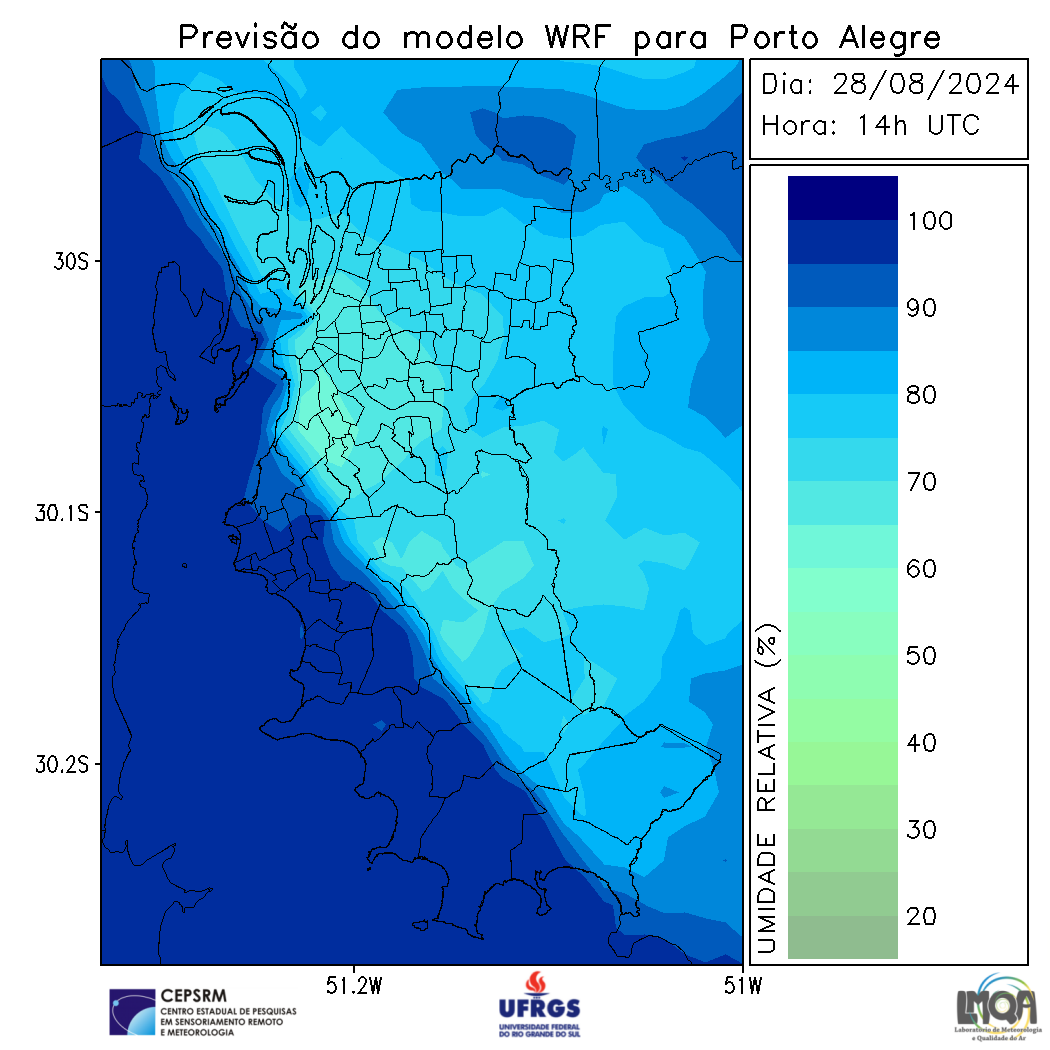 Previsão do modelo WRF para Porto Alegre
Dia: 28/08/2024
Hora: 14h UTC
100
90
80
70
60
50
40
30
20
UMIDADE RELATIVA (%)
30S
30.1S
30.2S
51.2W
51W
CEPSRM
CENTRO ESTADUAL DE PESQUISAS
EM SENSORIAMENTO REMOTO
E METEOROLOGIA
UFRGS
UNIVERSIDADE FEDERAL
DO RIO GRANDE DO SUL
LMQA
Laboratório de Meteorologia
e Qualidade do Ar